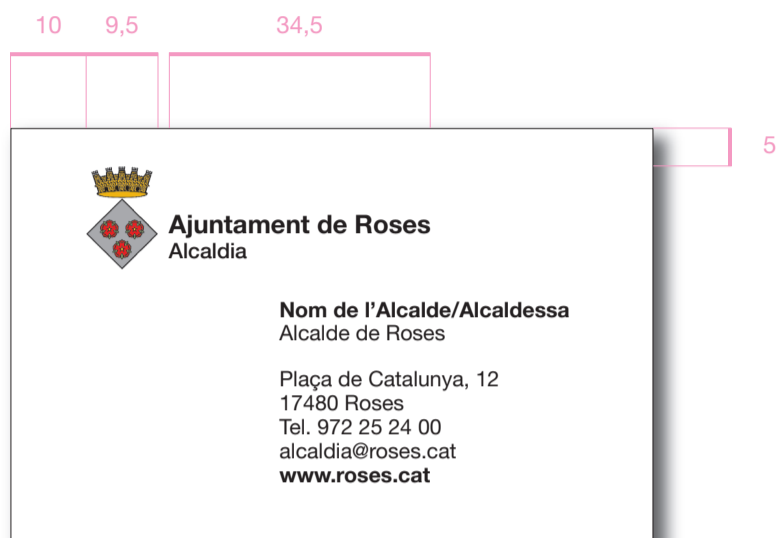 10 9,5 34,5
5
Ajuntament de Roses
Alcaldia
Nom de l’Alcalde/Alcaldessa
Alcalde de Roses
Plaça de Catalunya, 12
17480 Roses
Tel. 972 25 24 00
alcaldia@roses.cat
www.roses.cat